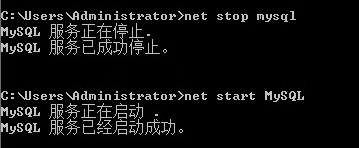 C:\Users\Administrator>net stop mysql
MySQL 服务正在停止.
MySQL 服务已成功停止。
C:\Users\Administrator>net start MySQL
MySQL 服务正在启动 .
MySQL 服务已经启动成功。